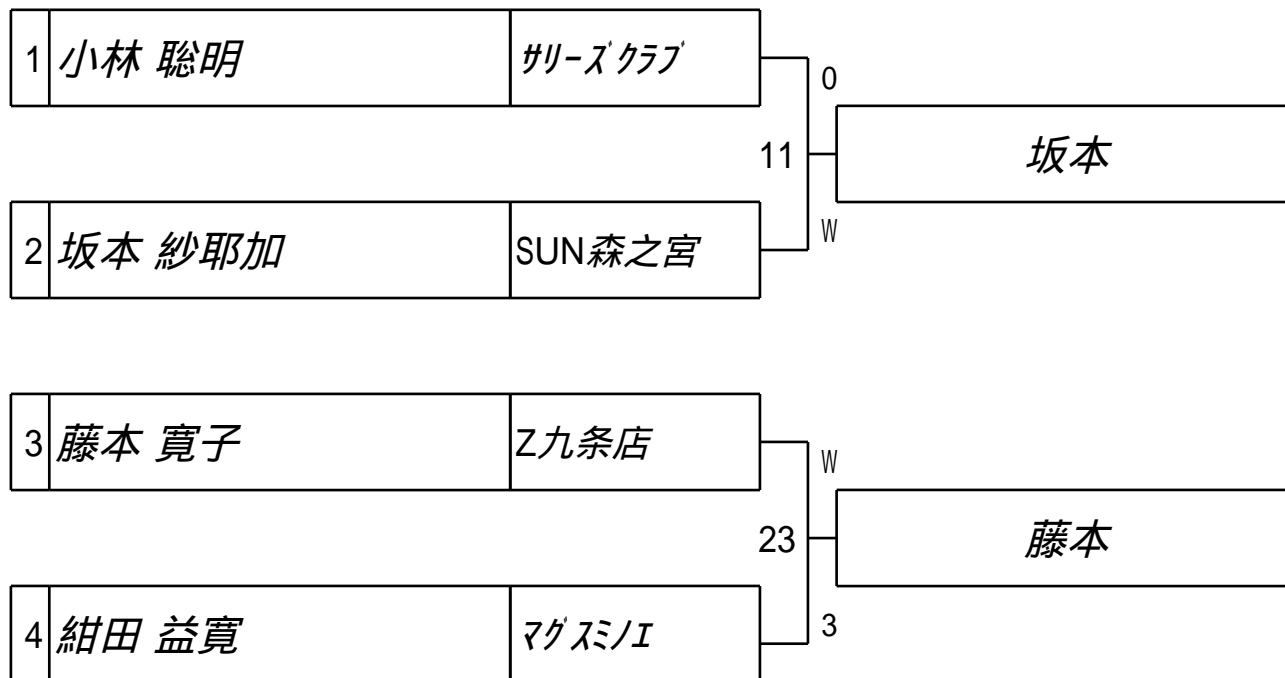 1 小林 聡明 ｻﾘｰｽﾞｸﾗﾌﾞ
0
11 坂本
2 坂本 紗耶加 SUN森之宮
W
3 藤本 寛子 Z九条店
W
23 藤本
4 紺田 益寛 ﾏｸﾞｽﾐﾉｴ
3